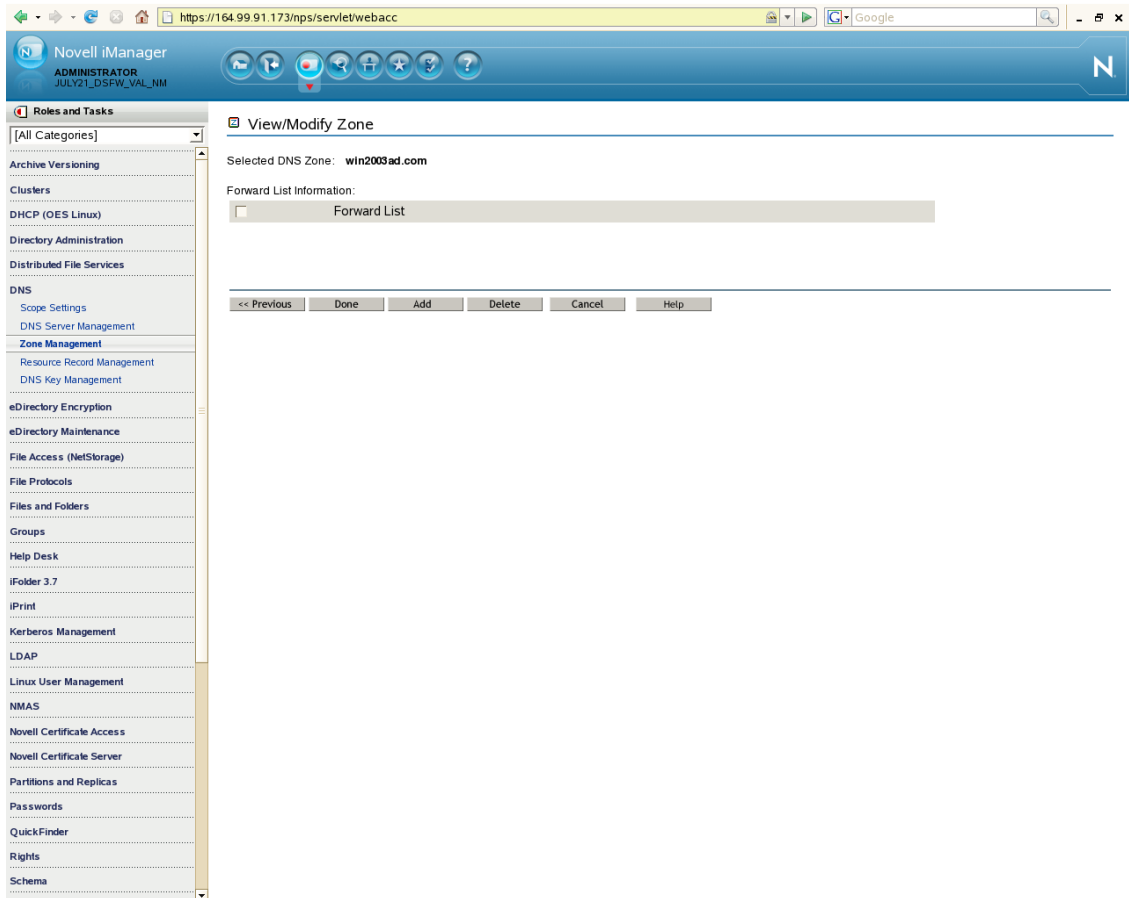 https://164.99.91.173/nps/servlet/webacc
G Google
Novell iManager
ADMINISTRATOR
JULY21_DSFW_VAL_NM
N
Roles and Tasks
[All Categories]
Archive Versioning
Clusters
DHCP (OES Linux)
Directory Administration
Distributed File Services
DNS
Scope Settings
DNS Server Management
Zone Management
Resource Record Management
DNS Key Management
eDirectory Encryption
eDirectory Maintenance
File Access (NetStorage)
File Protocols
Files and Folders
Groups
Help Desk
iFolder 3.7
iPrint
Kerberos Management
LDAP
Linux User Management
NMAS
Novell Certificate Access
Novell Certificate Server
Partitions and Replicas
Passwords
QuickFinder
Rights
Schema
View/Modify Zone
Selected DNS Zone: win2003ad.com
Forward List Information:
Forward List
<< Previous Done Add Delete Cancel Help